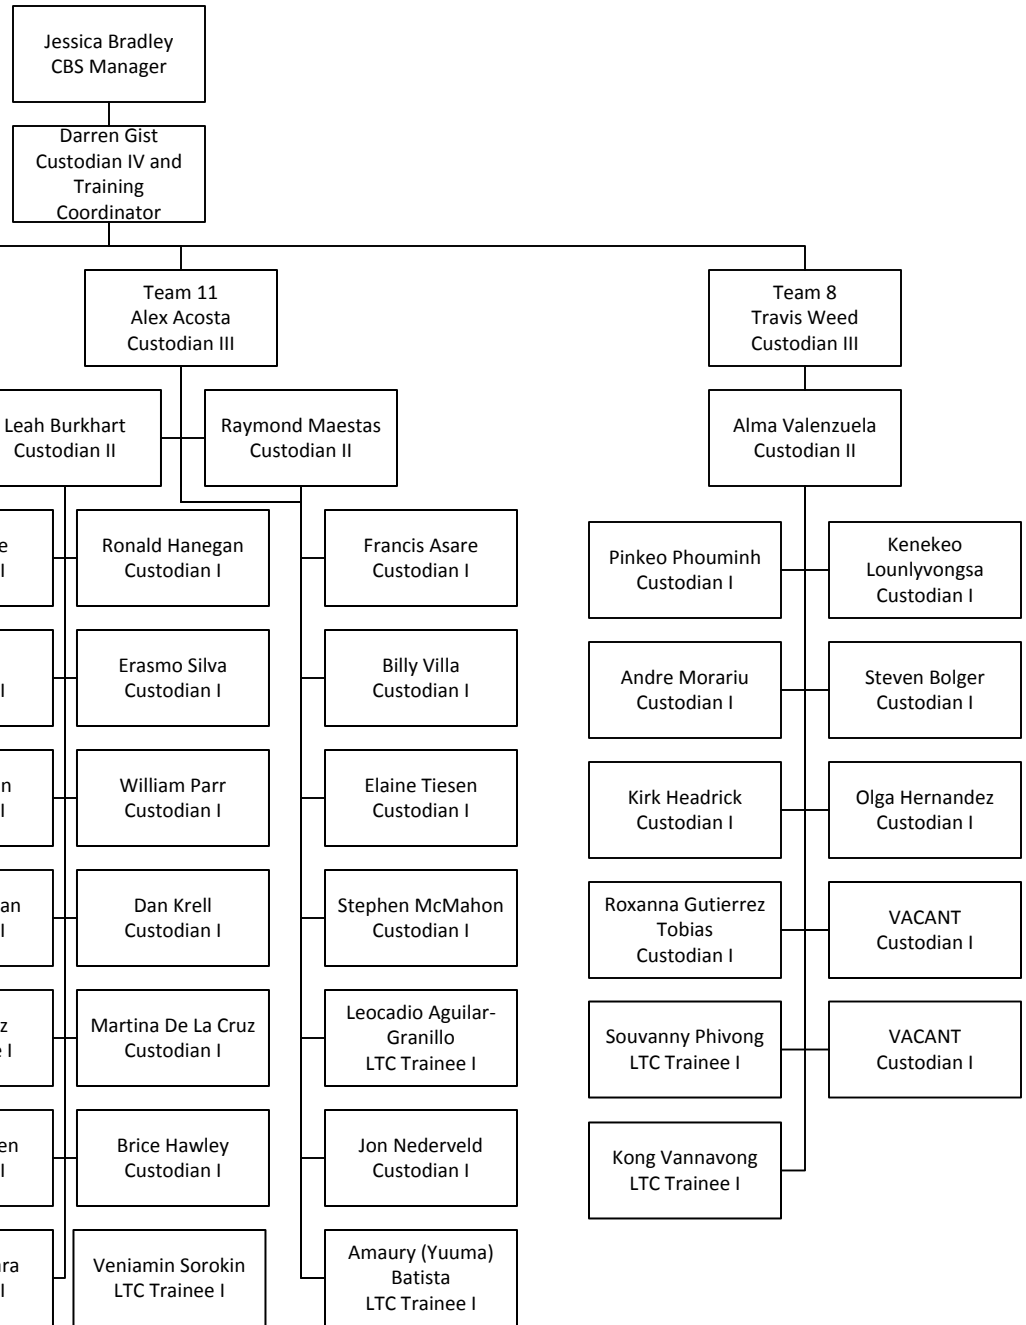 Jessica Bradley
CBS Manager
Darren Gist
Custodian IV and
Training
Coordinator
Team 11
Alex Acosta
Custodian III
Team 8
Travis Weed
Custodian III
Leah Burkhart
Custodian II
Raymond Maestas
Custodian II
Alma Valenzuela
Custodian II
Ronald Hanegan
Custodian I
Erasmo Silva
Custodian I
William Parr
Custodian I
Dan Krell
Custodian I
Martina De La Cruz
Custodian I
Brice Hawley
Custodian I
Veniamin Sorokin
LTC Trainee I
Francis Asare
Custodian I
Billy Villa
Custodian I
Elaine Tiesen
Custodian I
Stephen McMahon
Custodian I
Leocadio Aguilar-
Granillo
LTC Trainee I
Jon Nederveld
Custodian I
Amaury (Yuuma)
Batista
LTC Trainee I
Pinkeo Phouminh
Custodian I
Andre Morariu
Custodian I
Kirk Headrick
Custodian I
Roxanna Gutierrez
Tobias
Custodian I
Souvanny Phivong
LTC Trainee I
Kong Vannavong
LTC Trainee I
Kenekeo
Lounlyvongsa
Custodian I
Steven Bolger
Custodian I
Olga Hernandez
Custodian I
VACANT
Custodian I
VACANT
Custodian I